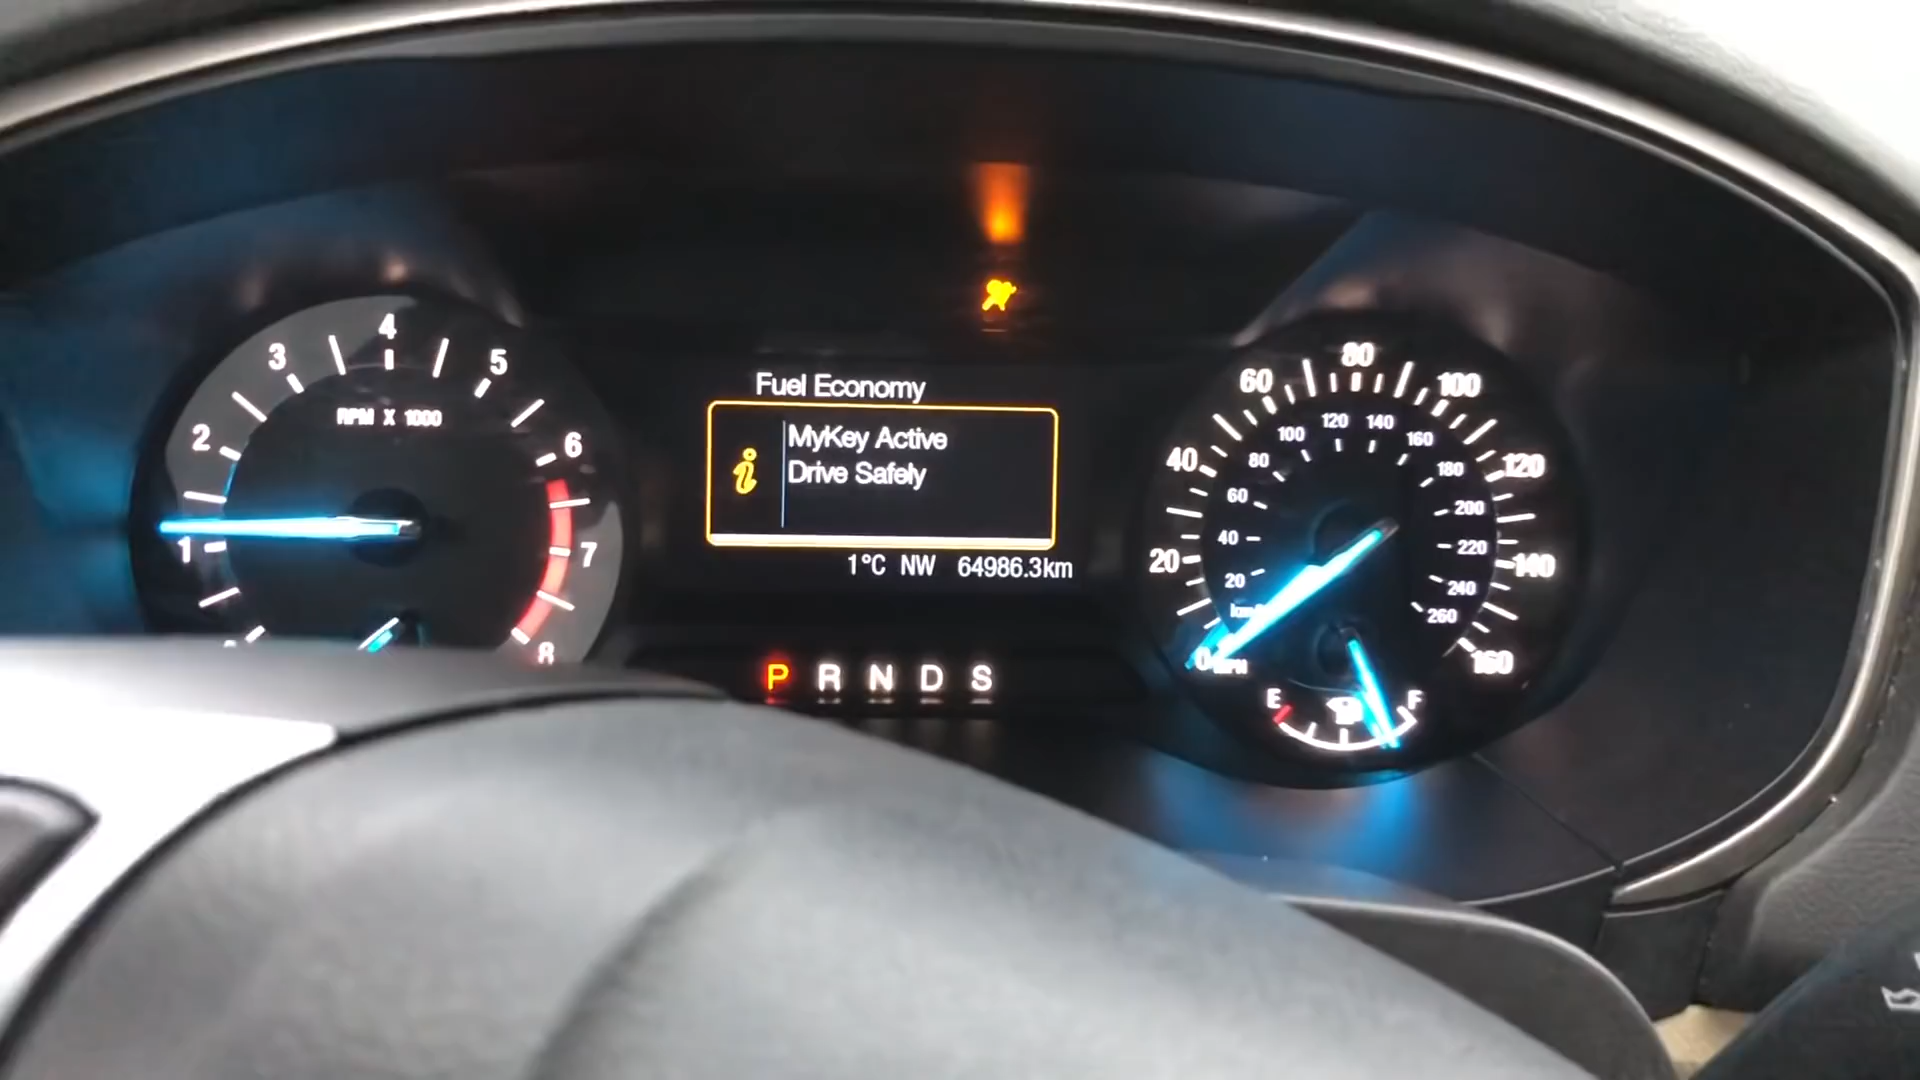 Fuel Economy
MyKey Active
Drive Safely
1°C NW 64986.3km
P R N D S
RPM X 1000
1 2 3 4 5 6 7 8
0 20 40 60 80 100 120 140 160
MPH
20 40 60 80 100 120 140 160 180 200 220 240 260
E F